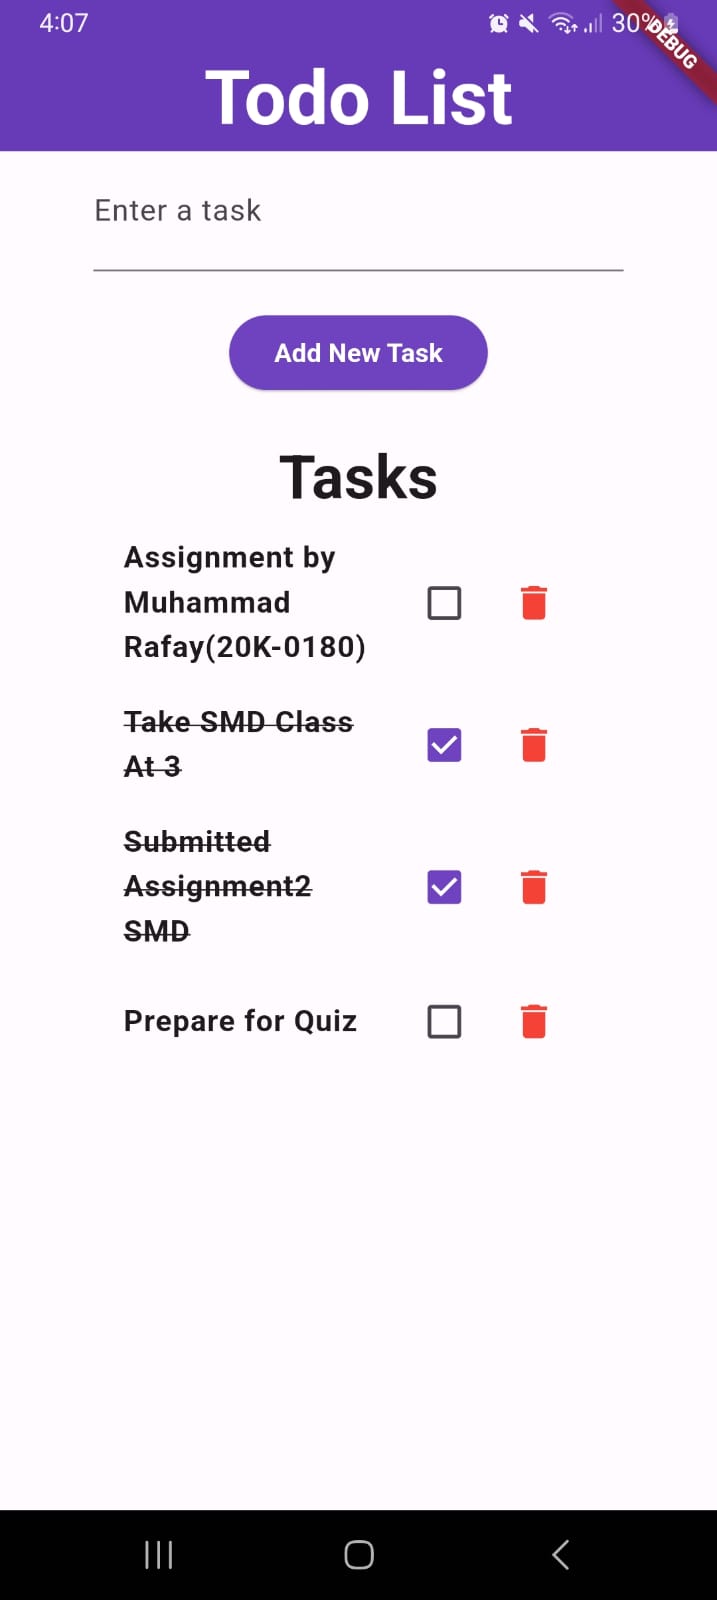 4:07
30%
DEBUG
Todo List
Enter a task
Add New Task
Tasks
Assignment by
Muhammad
Rafay(20K-0180)
Take SMD Class
At 3
Submitted
Assignment2
SMD
Prepare for Quiz